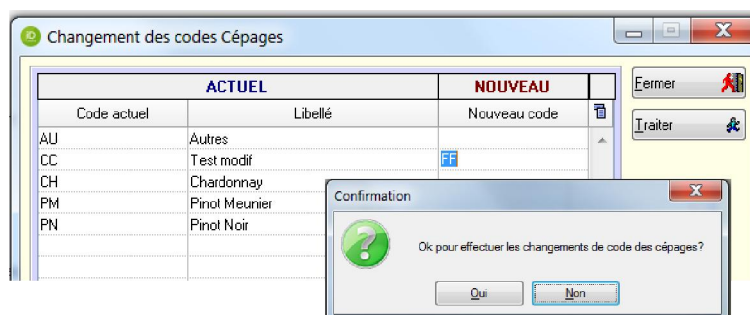 Changement des codes Cépages
ACTUEL NOUVEAU
Code actuel Libellé Nouveau code
AU Autres
CC Test modif FF
CH Chardonnay
PM Pinot Meunier
PN Pinot Noir
Fermer
Traiter
Confirmation
Ok pour effectuer les changements de code des cépages?
Oui Non